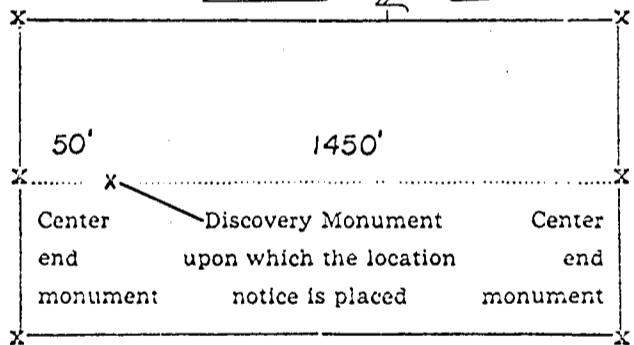 X X
50' 1450'
X X X
Center Discovery Monument Center
end upon which the location end
monument notice is placed monument
X X